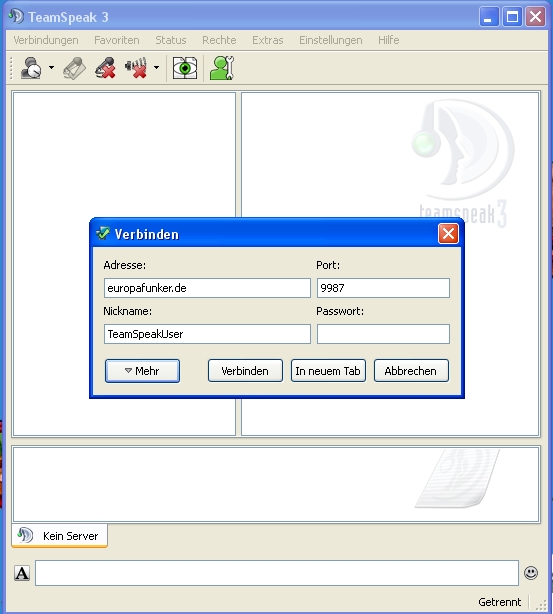 TeamSpeak 3
Verbindungen Favoriten Status Rechte Extras Einstellungen Hilfe
teamspeak 3
Verbinden
Adresse: Port:
europafunker.de 9987
Nickname: Passwort:
TeamSpeakUser
Mehr Verbinden In neuem Tab Abbrechen
Kein Server
A
Getrennt